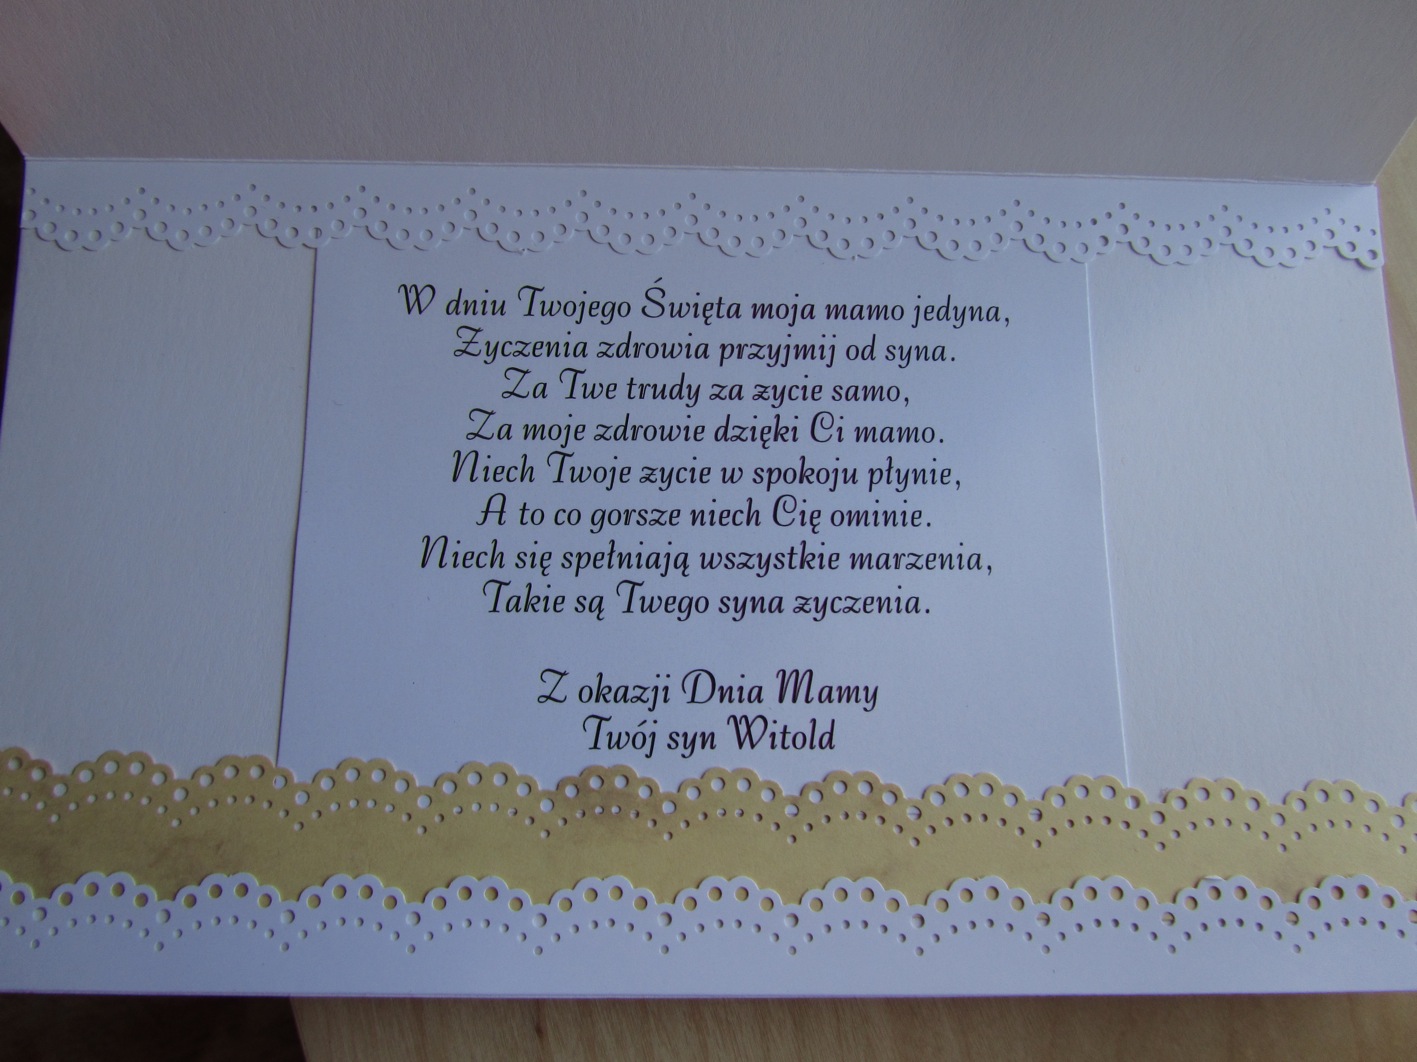 W dniu Twojego Święta moja mamo jedyna,
Zyczenia zdrowia przyjmij od syna.
Za Twe trudy za zycie samo,
Za moje zdrowie dzięki Ci mamo.
Niech Twoje zycie w spokoju płynie,
A to co gorsze niech Cię ominie.
Niech się spełniają wszystkie marzenia,
Takie są Twego syna zyczenia.
Z okazji Dnia Mamy
Twój syn Witold